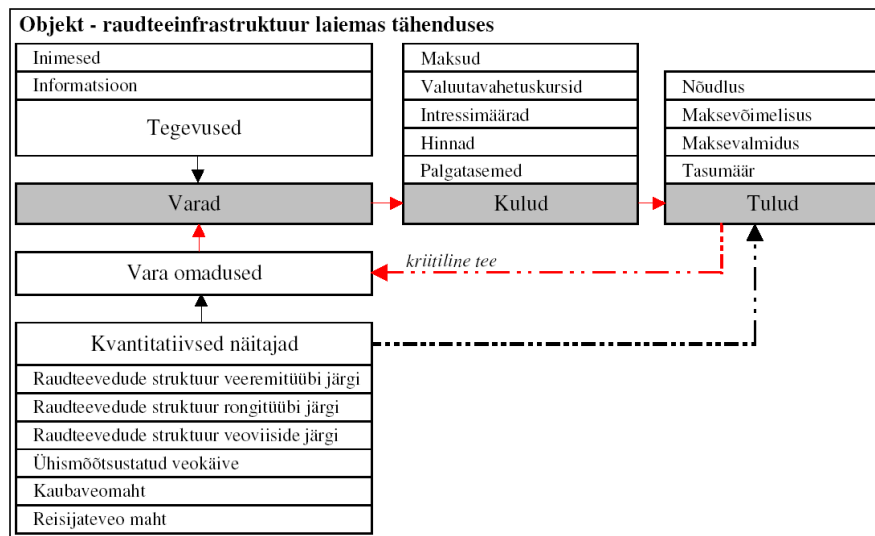 Objekt - raudteeinfrastruktuur laiemas tähenduses
Inimesed
Informatsioon
Tegevused
Maksud
Valuutavahetuskursid
Intressimäärad
Hinnad
Palgatasemed
Nõudlus
Maksevõimelisus
Maksevalmidus
Tasumäär
Varad
Kulud
Tulud
Vara omadused
kriitiline tee
Kvantitatiivsed näitajad
Raudteevedude struktuur veeremitüübi järgi
Raudteevedude struktuur rongitüübi järgi
Raudteevedude struktuur veoviiside järgi
Ühismõõtsustatud veokäive
Kaubaveomaht
Reisijateveo maht